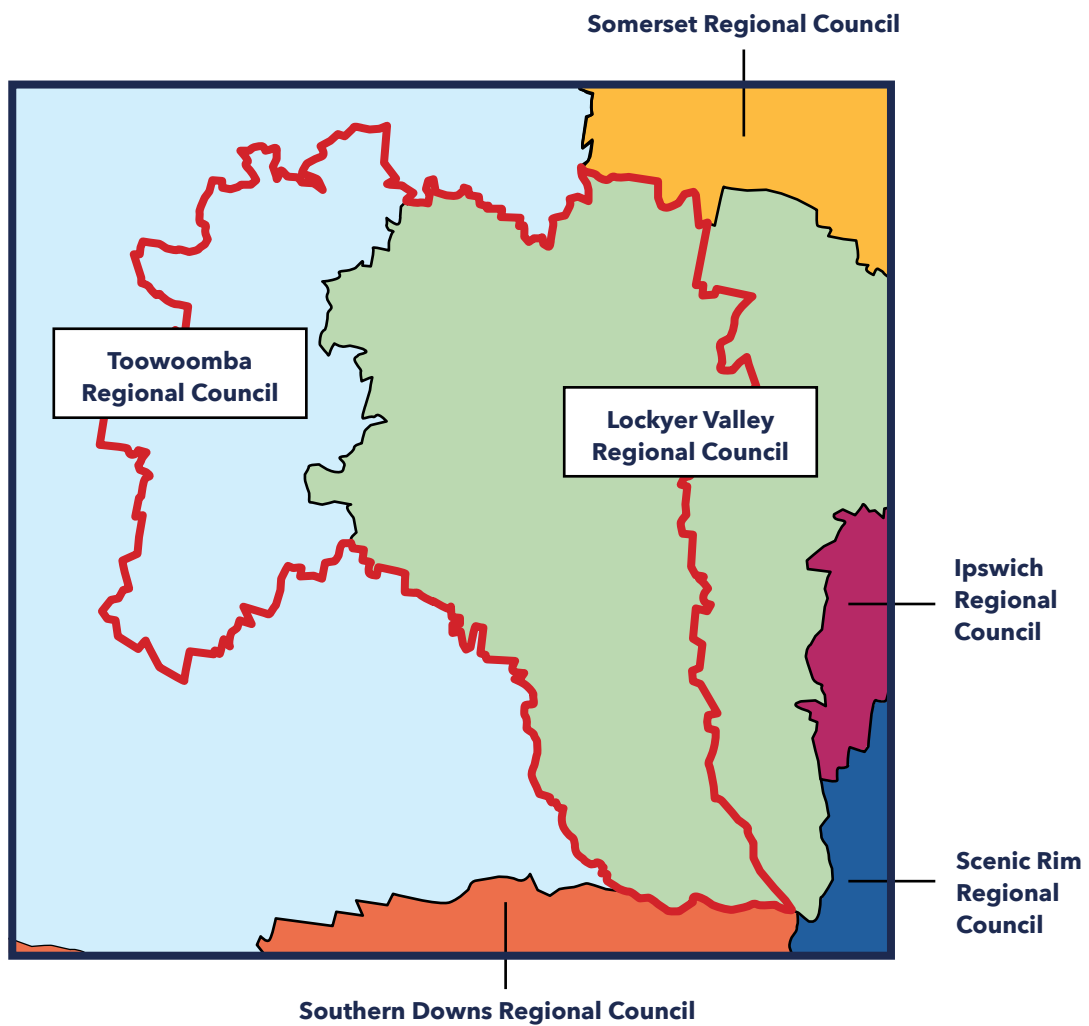 Somerset Regional Council
Toowoomba
Regional Council
Lockyer Valley
Regional Council
Ipswich
Regional
Council
Scenic Rim
Regional
Council
Southern Downs Regional Council